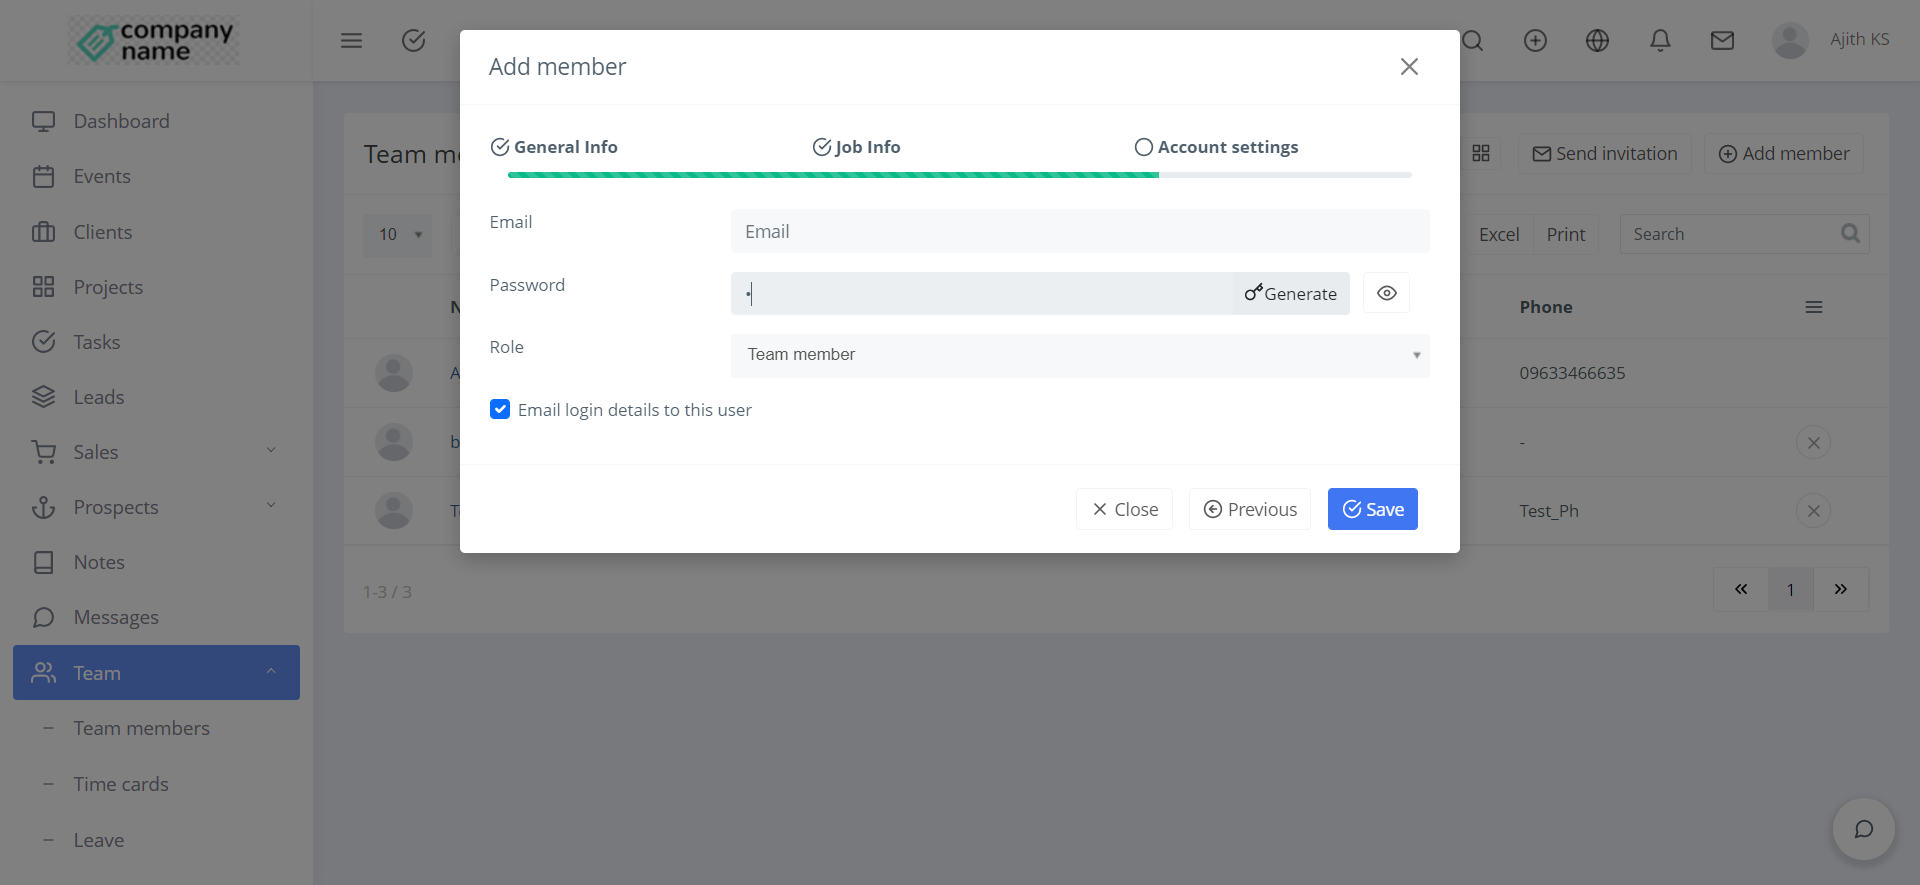 company
name
Ajith KS
Dashboard
Events
Clients
Projects
Tasks
Leads
Sales
Prospects
Notes
Messages
Team
Team members
Time cards
Leave
Add member
General Info
Job Info
Account settings
Email
Email
Password
Generate
Role
Team member
Email login details to this user
Close
Previous
Save
Team m
Send invitation
Add member
10
Excel
Print
Search
N
Phone
A
09633466635
b
-
T
Test_Ph
1-3 / 3
1